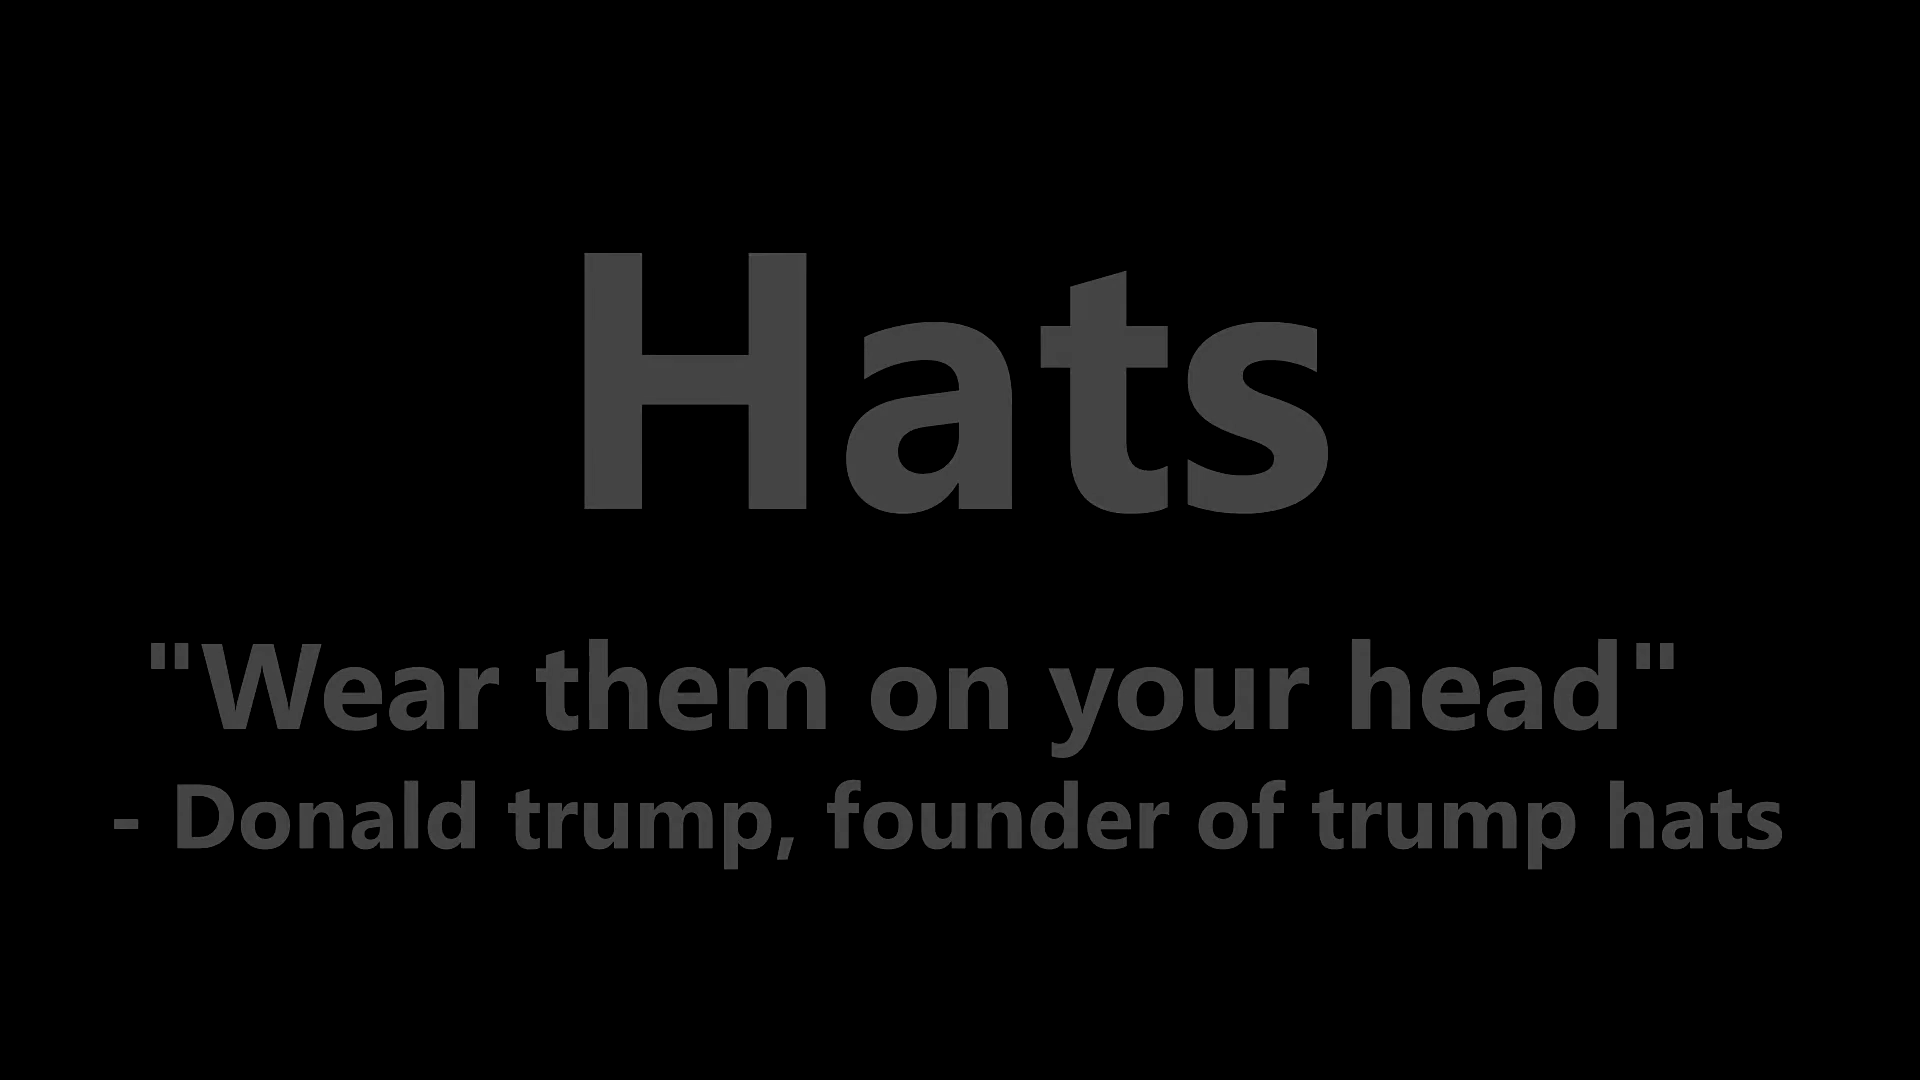 Hats
"Wear them on your head"
- Donald trump, founder of trump hats